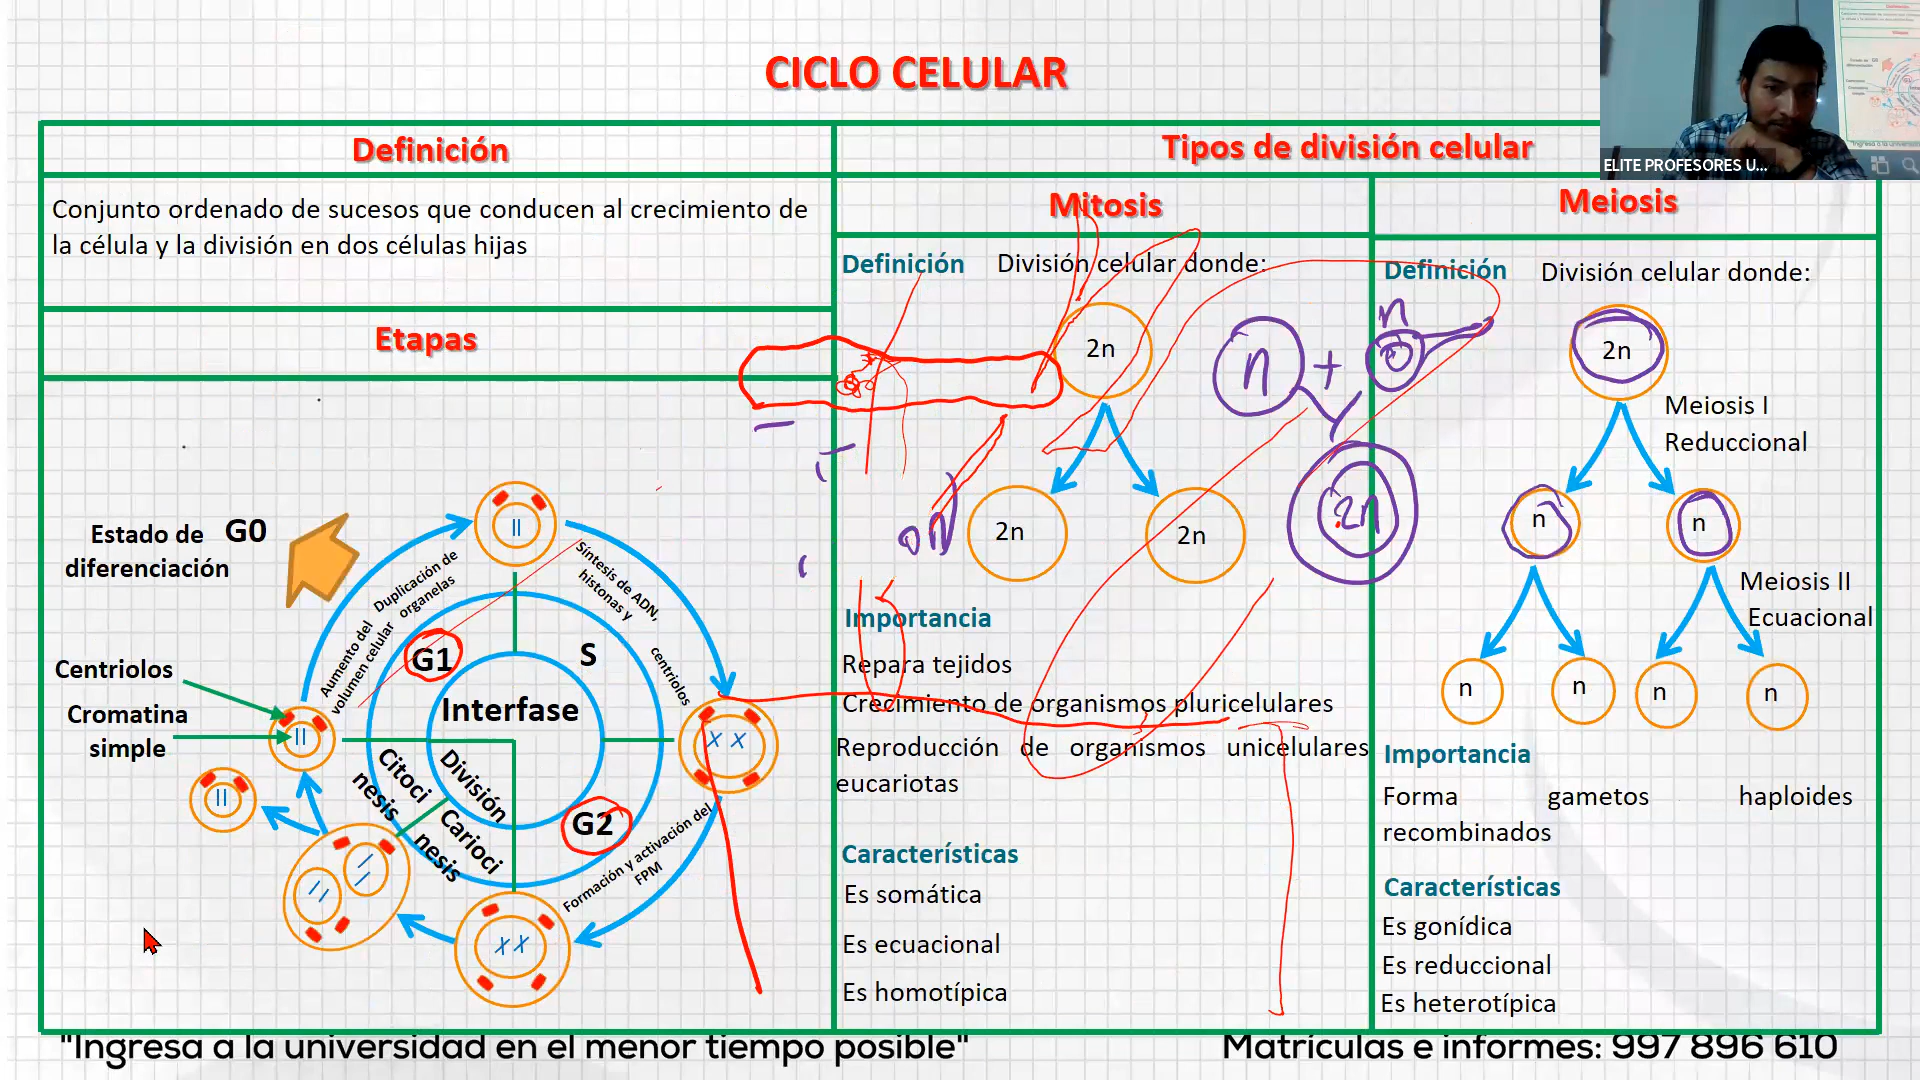 CICLO CELULAR
ELITE PROFESORES U...
Definición
Conjunto ordenado de sucesos que conducen al crecimiento de
la célula y la división en dos células hijas
Etapas
Estado de G0
diferenciación
Centriolos
Cromatina
simple
Aumento del
volumen celular
Duplicación de
organelas
Síntesis de ADN,
histonas y
centriolos
Formación y activación del
FPM
G1
S
G2
Interfase
División
Carioci
nesis
Citoci
nesis
Tipos de división celular
Mitosis
Definición División celular donde:
2n
2n
2n
n + n
2n
Importancia
Repara tejidos
Crecimiento de organismos pluricelulares
Reproducción de organismos unicelulares
eucariotas
Características
Es somática
Es ecuacional
Es homotípica
Meiosis
Definición División celular donde:
2n
Meiosis I
Reduccional
n n
Meiosis II
Ecuacional
n n n n
Importancia
Forma gametos haploides
recombinados
Características
Es gonídica
Es reduccional
Es heterotípica
"Ingresa a la universidad en el menor tiempo posible"
Matrículas e informes: 997 896 610